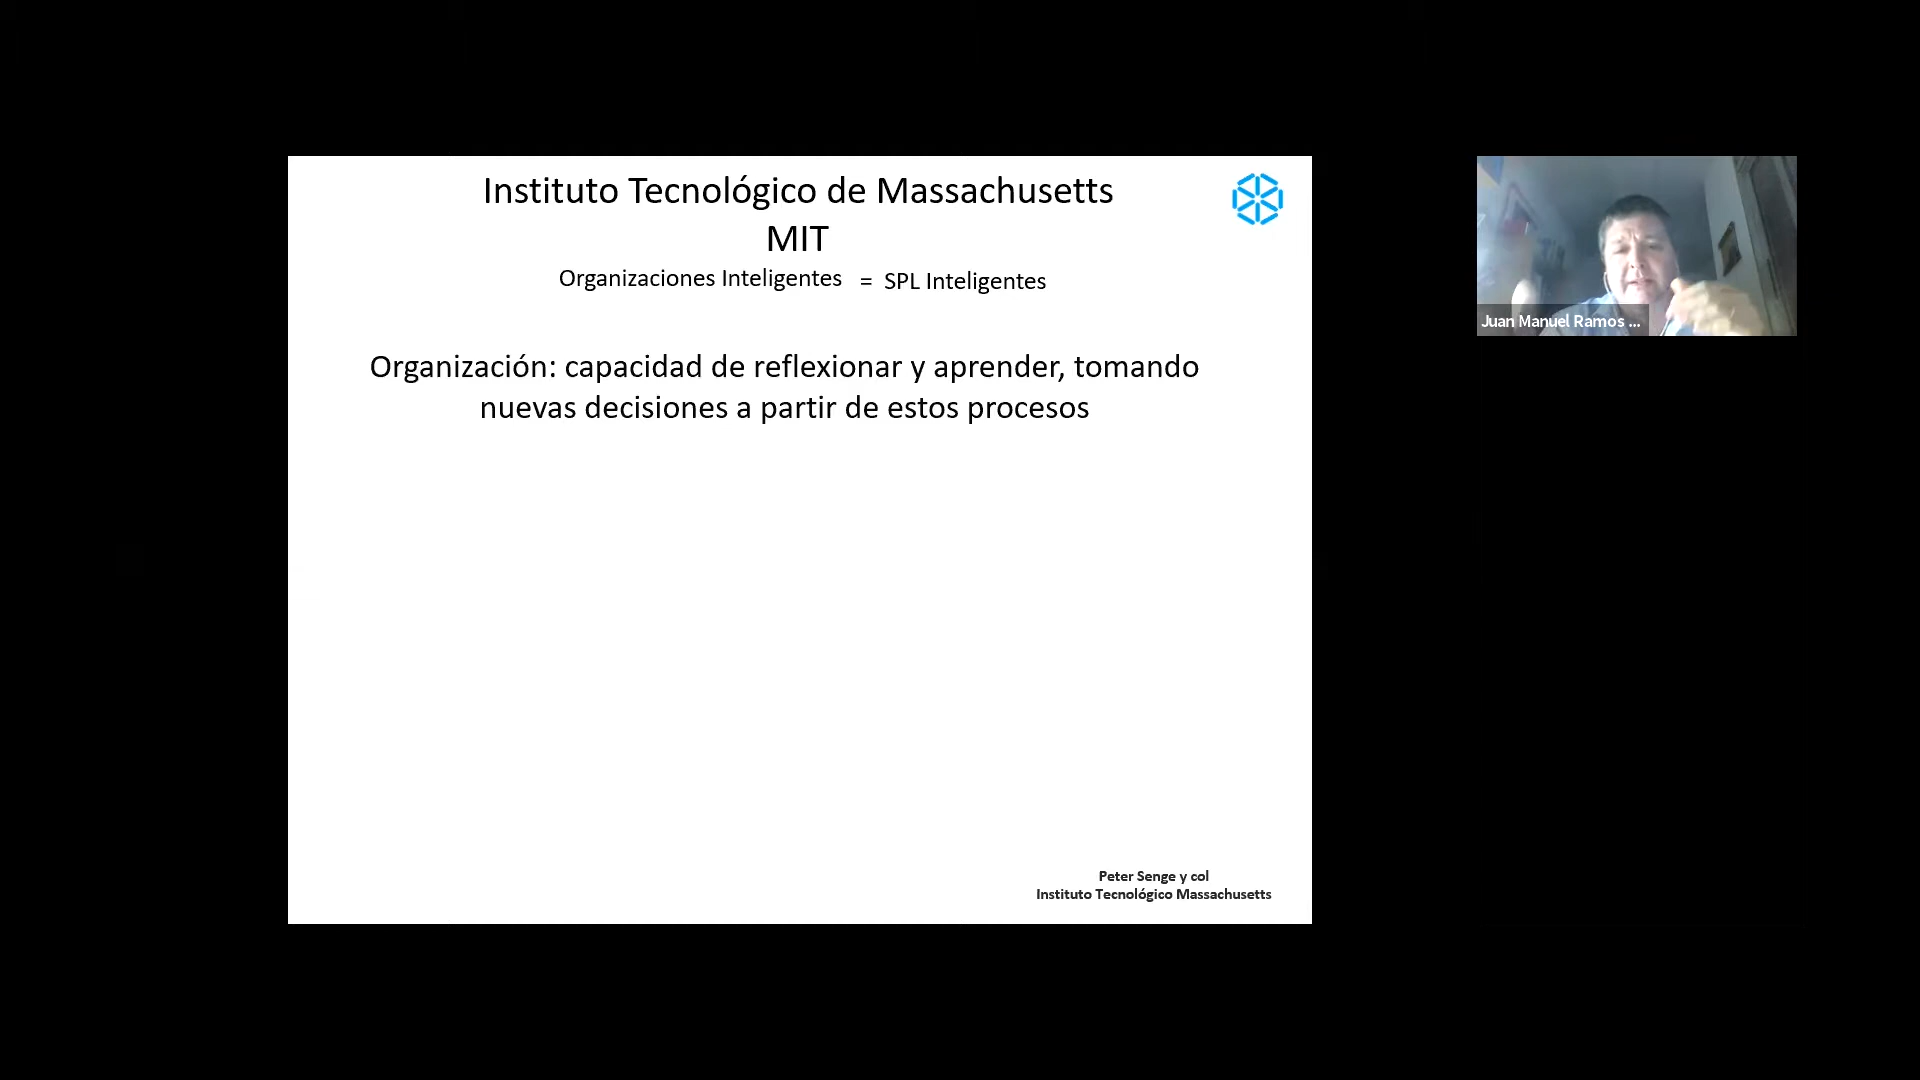 Instituto Tecnológico de Massachusetts
MIT
Organizaciones Inteligentes = SPL Inteligentes
Organización: capacidad de reflexionar y aprender, tomando
nuevas decisiones a partir de estos procesos
Peter Senge y col
Instituto Tecnológico Massachusetts
Juan Manuel Ramos ...